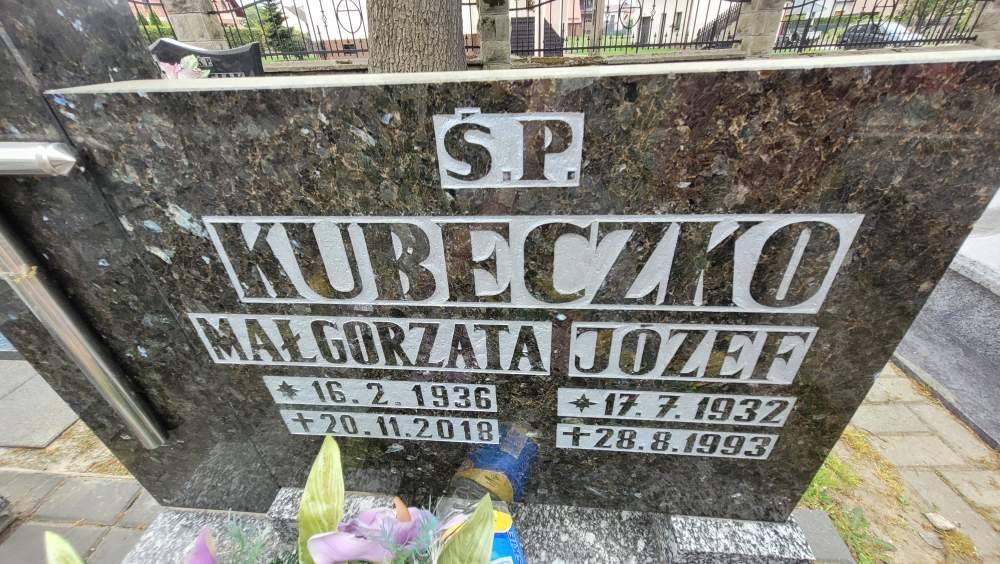 Ś.P.
KUBECZKO
MAŁGORZATA JÓZEF
* 16.2.1936 * 17.7.1932
+ 20.11.2018 + 28.8.1993